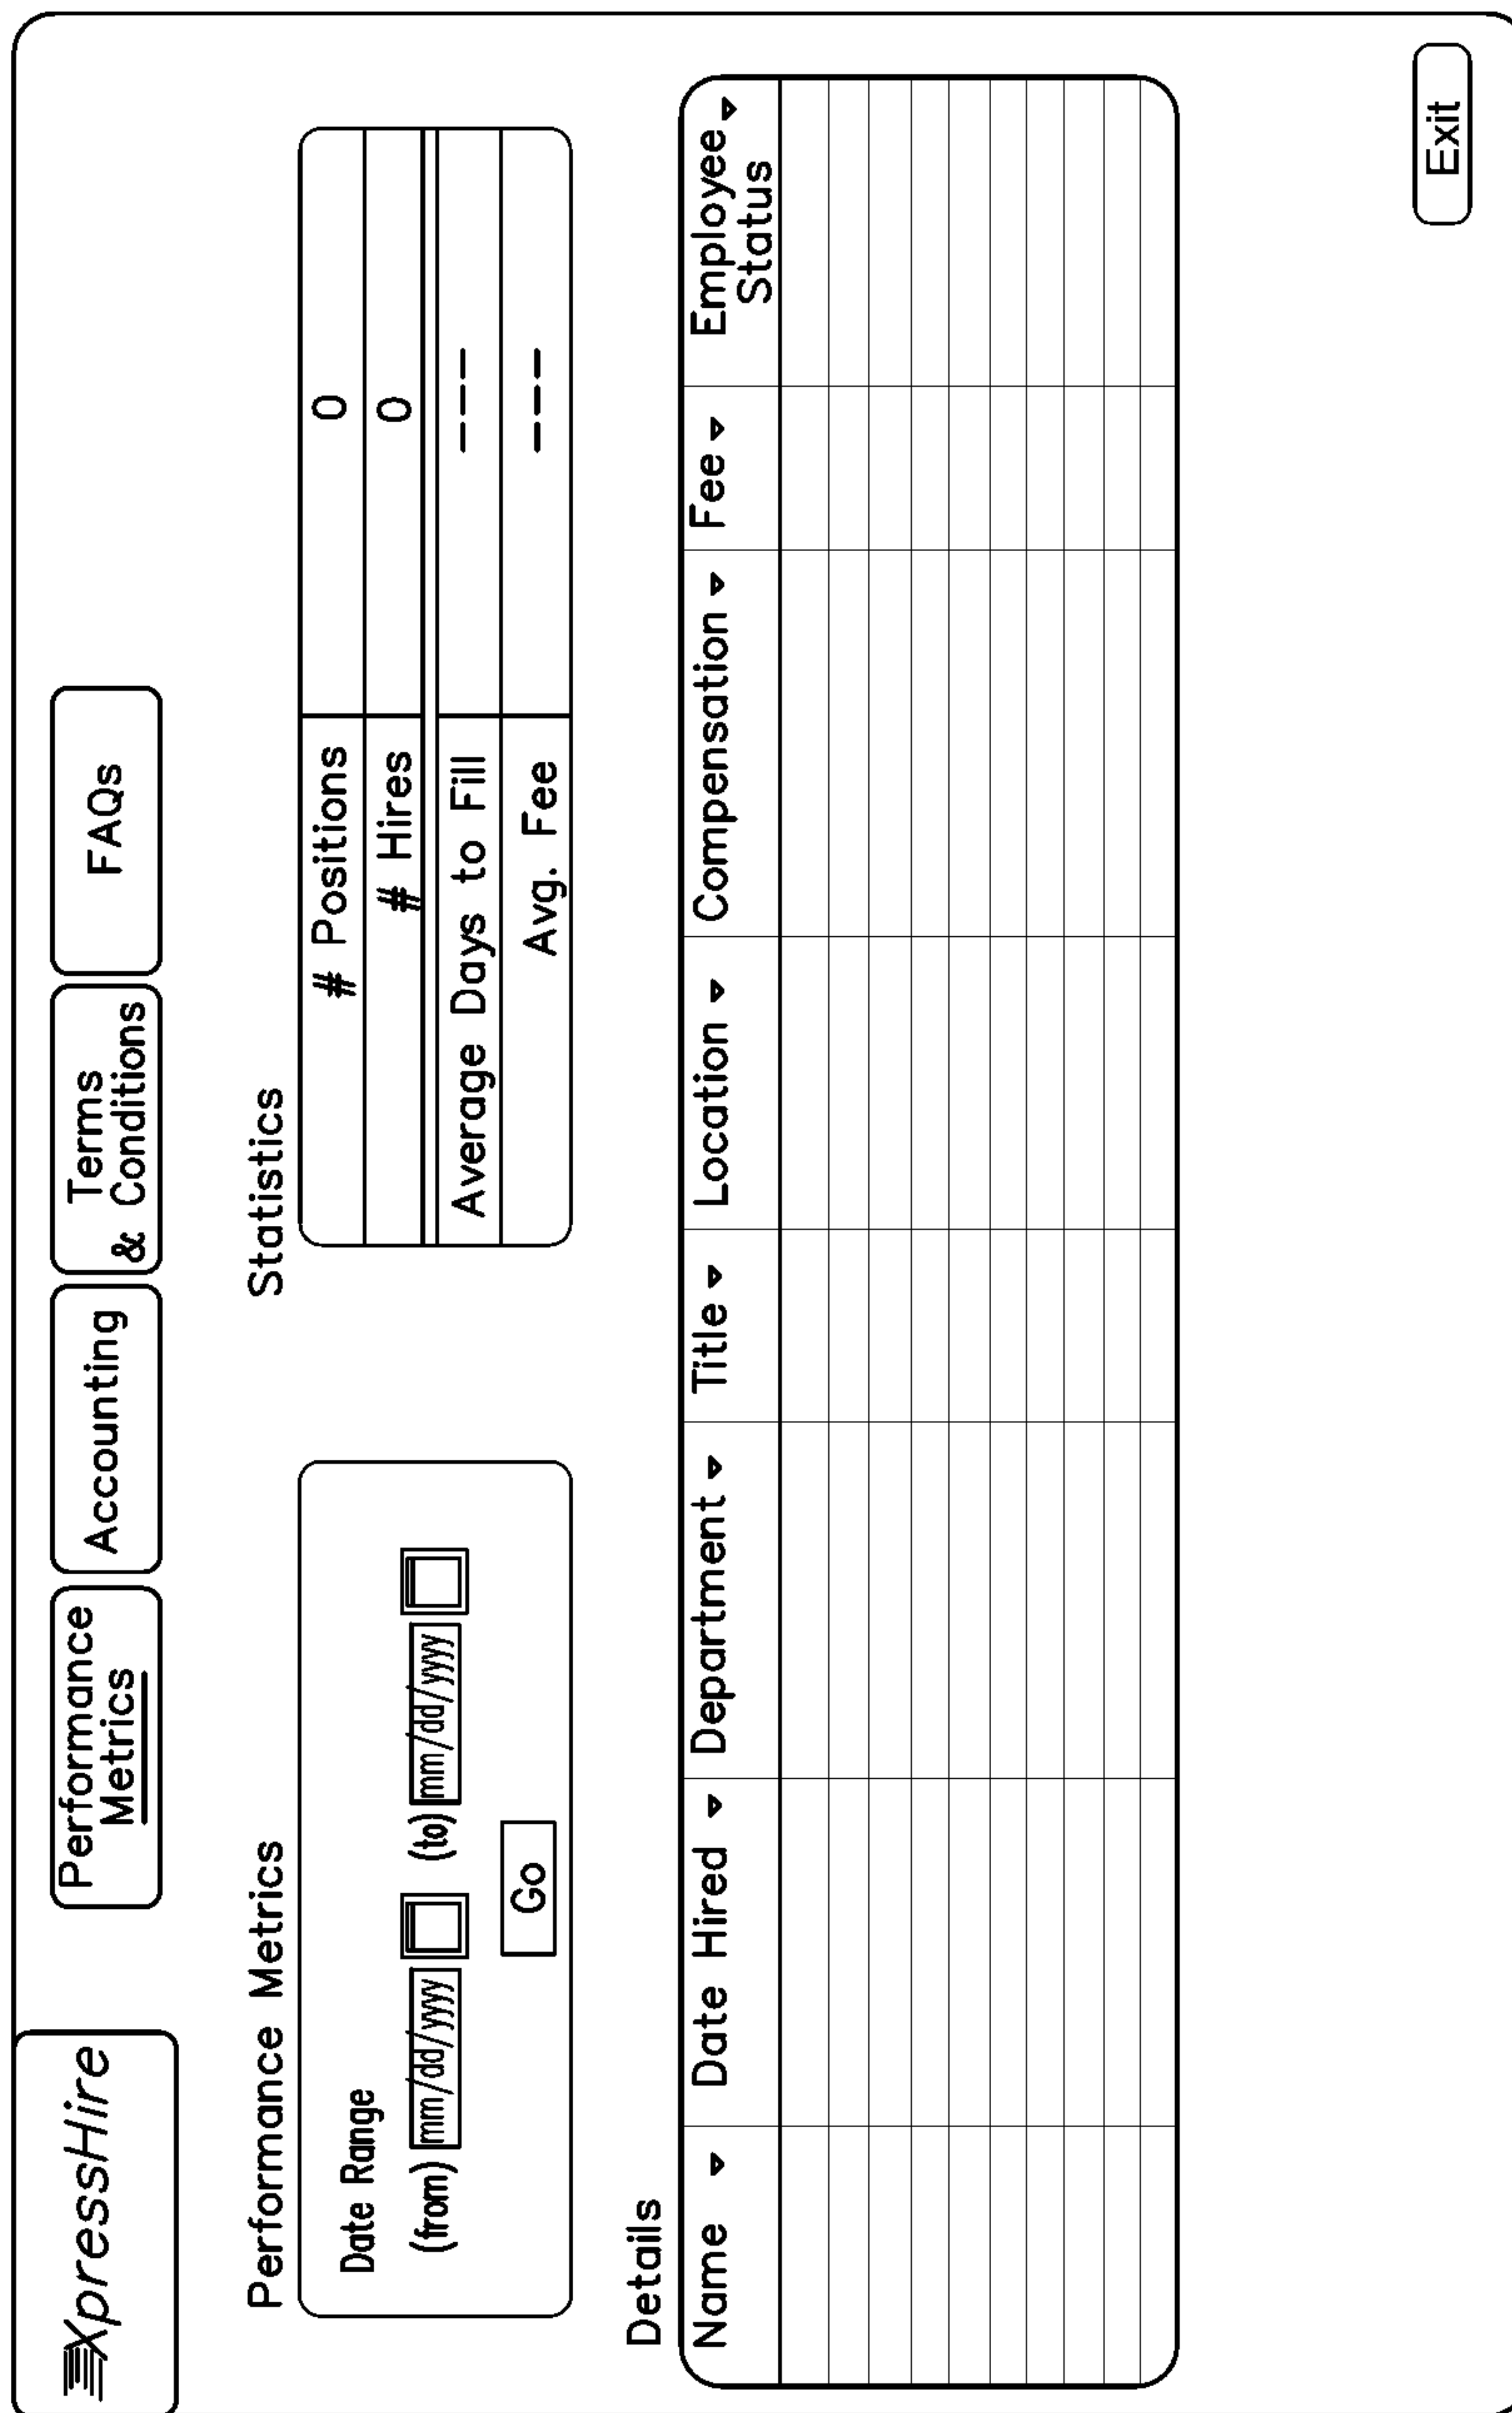 XpressHire
Performance
Metrics
Accounting
Terms
& Conditions
FAQs
Performance Metrics
Date Range
(from) mm/dd/yyyy (to) mm/dd/yyyy
Go
Statistics
# Positions 0
# Hires 0
Average Days to Fill ---
Avg. Fee ---
Details
Name Date Hired Department Title Location Compensation Fee Employee
Status
Exit